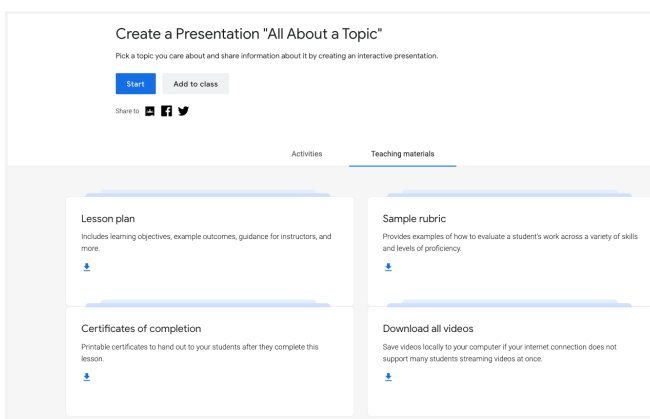 Create a Presentation "All About a Topic"
Pick a topic you care about and share information about it by creating an interactive presentation.
Start
Add to class
Share to
Activities
Teaching materials
Lesson plan
Includes learning objectives, example outcomes, guidance for instructors, and
more.
Sample rubric
Provides examples of how to evaluate a student's work across a variety of skills
and levels of proficiency.
Certificates of completion
Printable certificates to hand out to your students after they complete this
lesson.
Download all videos
Save videos locally to your computer if your internet connection does not
support many students streaming videos at once.